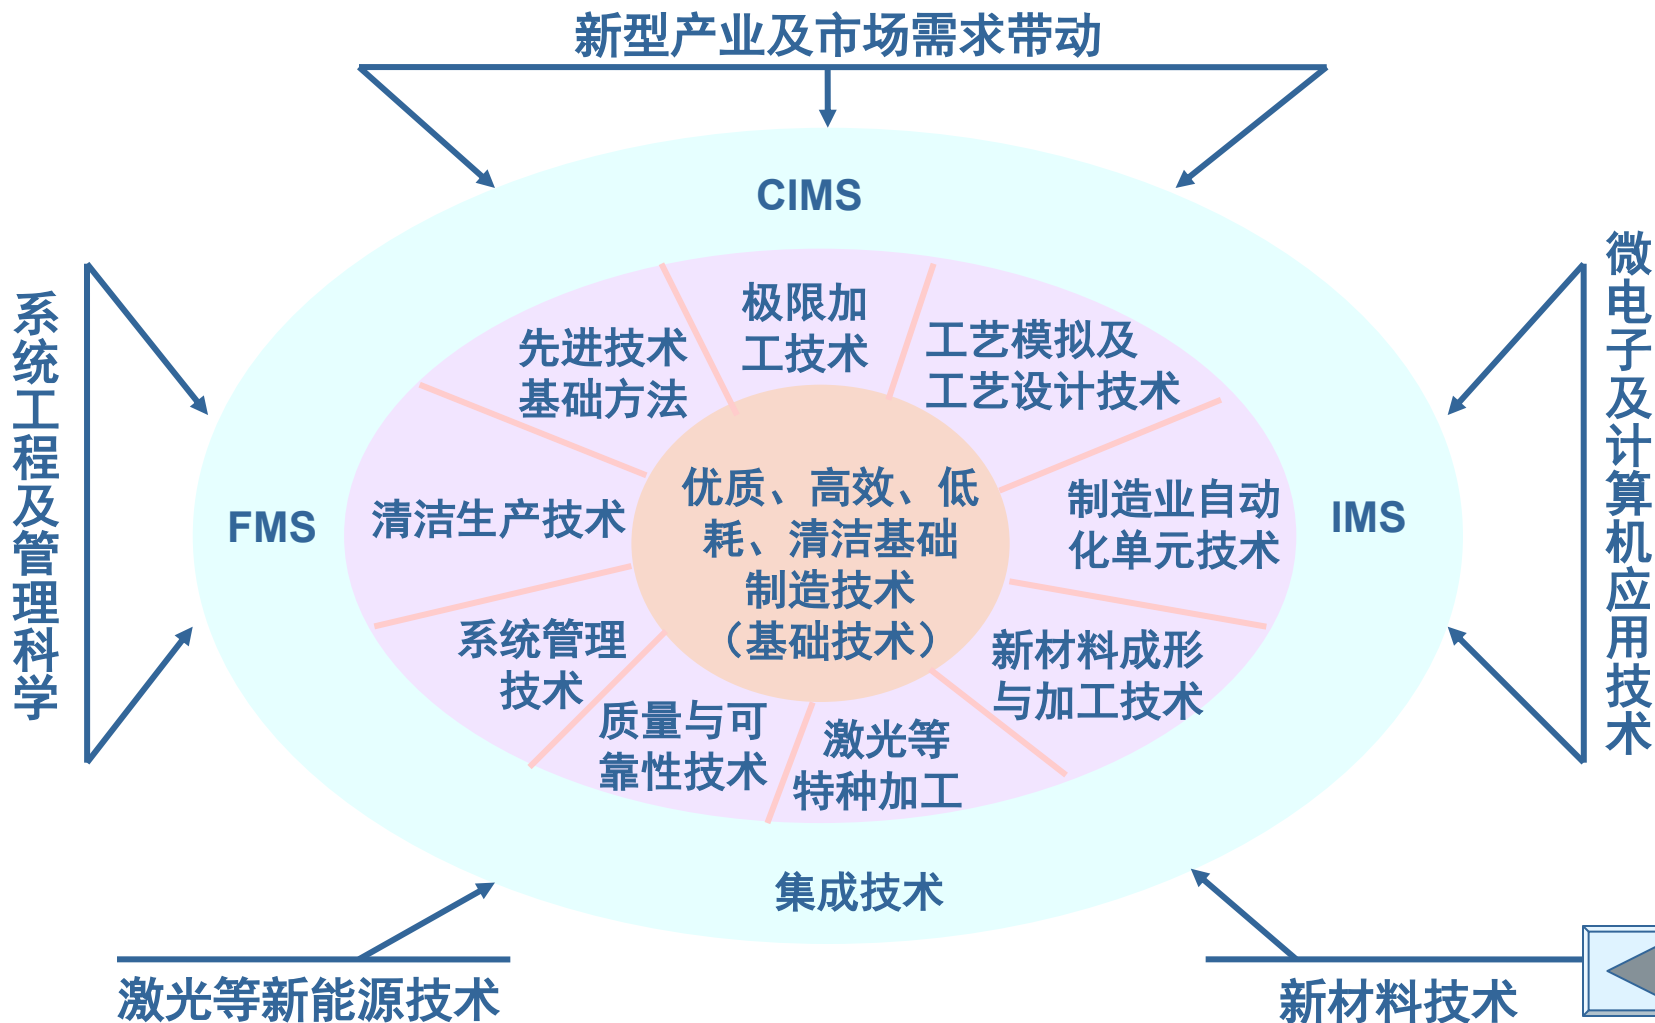 新型产业及市场需求带动
CIMS
极限加
工技术
先进技术
基础方法
工艺模拟及
工艺设计技术
优质、高效、低
耗、清洁基础
制造技术
（基础技术）
清洁生产技术
制造业自动
化单元技术
FMS
IMS
系统管理
技术
新材料成形
与加工技术
质量与可
靠性技术
激光等
特种加工
集成技术
系统工程及管理科学
微电子及计算机应用技术
激光等新能源技术
新材料技术